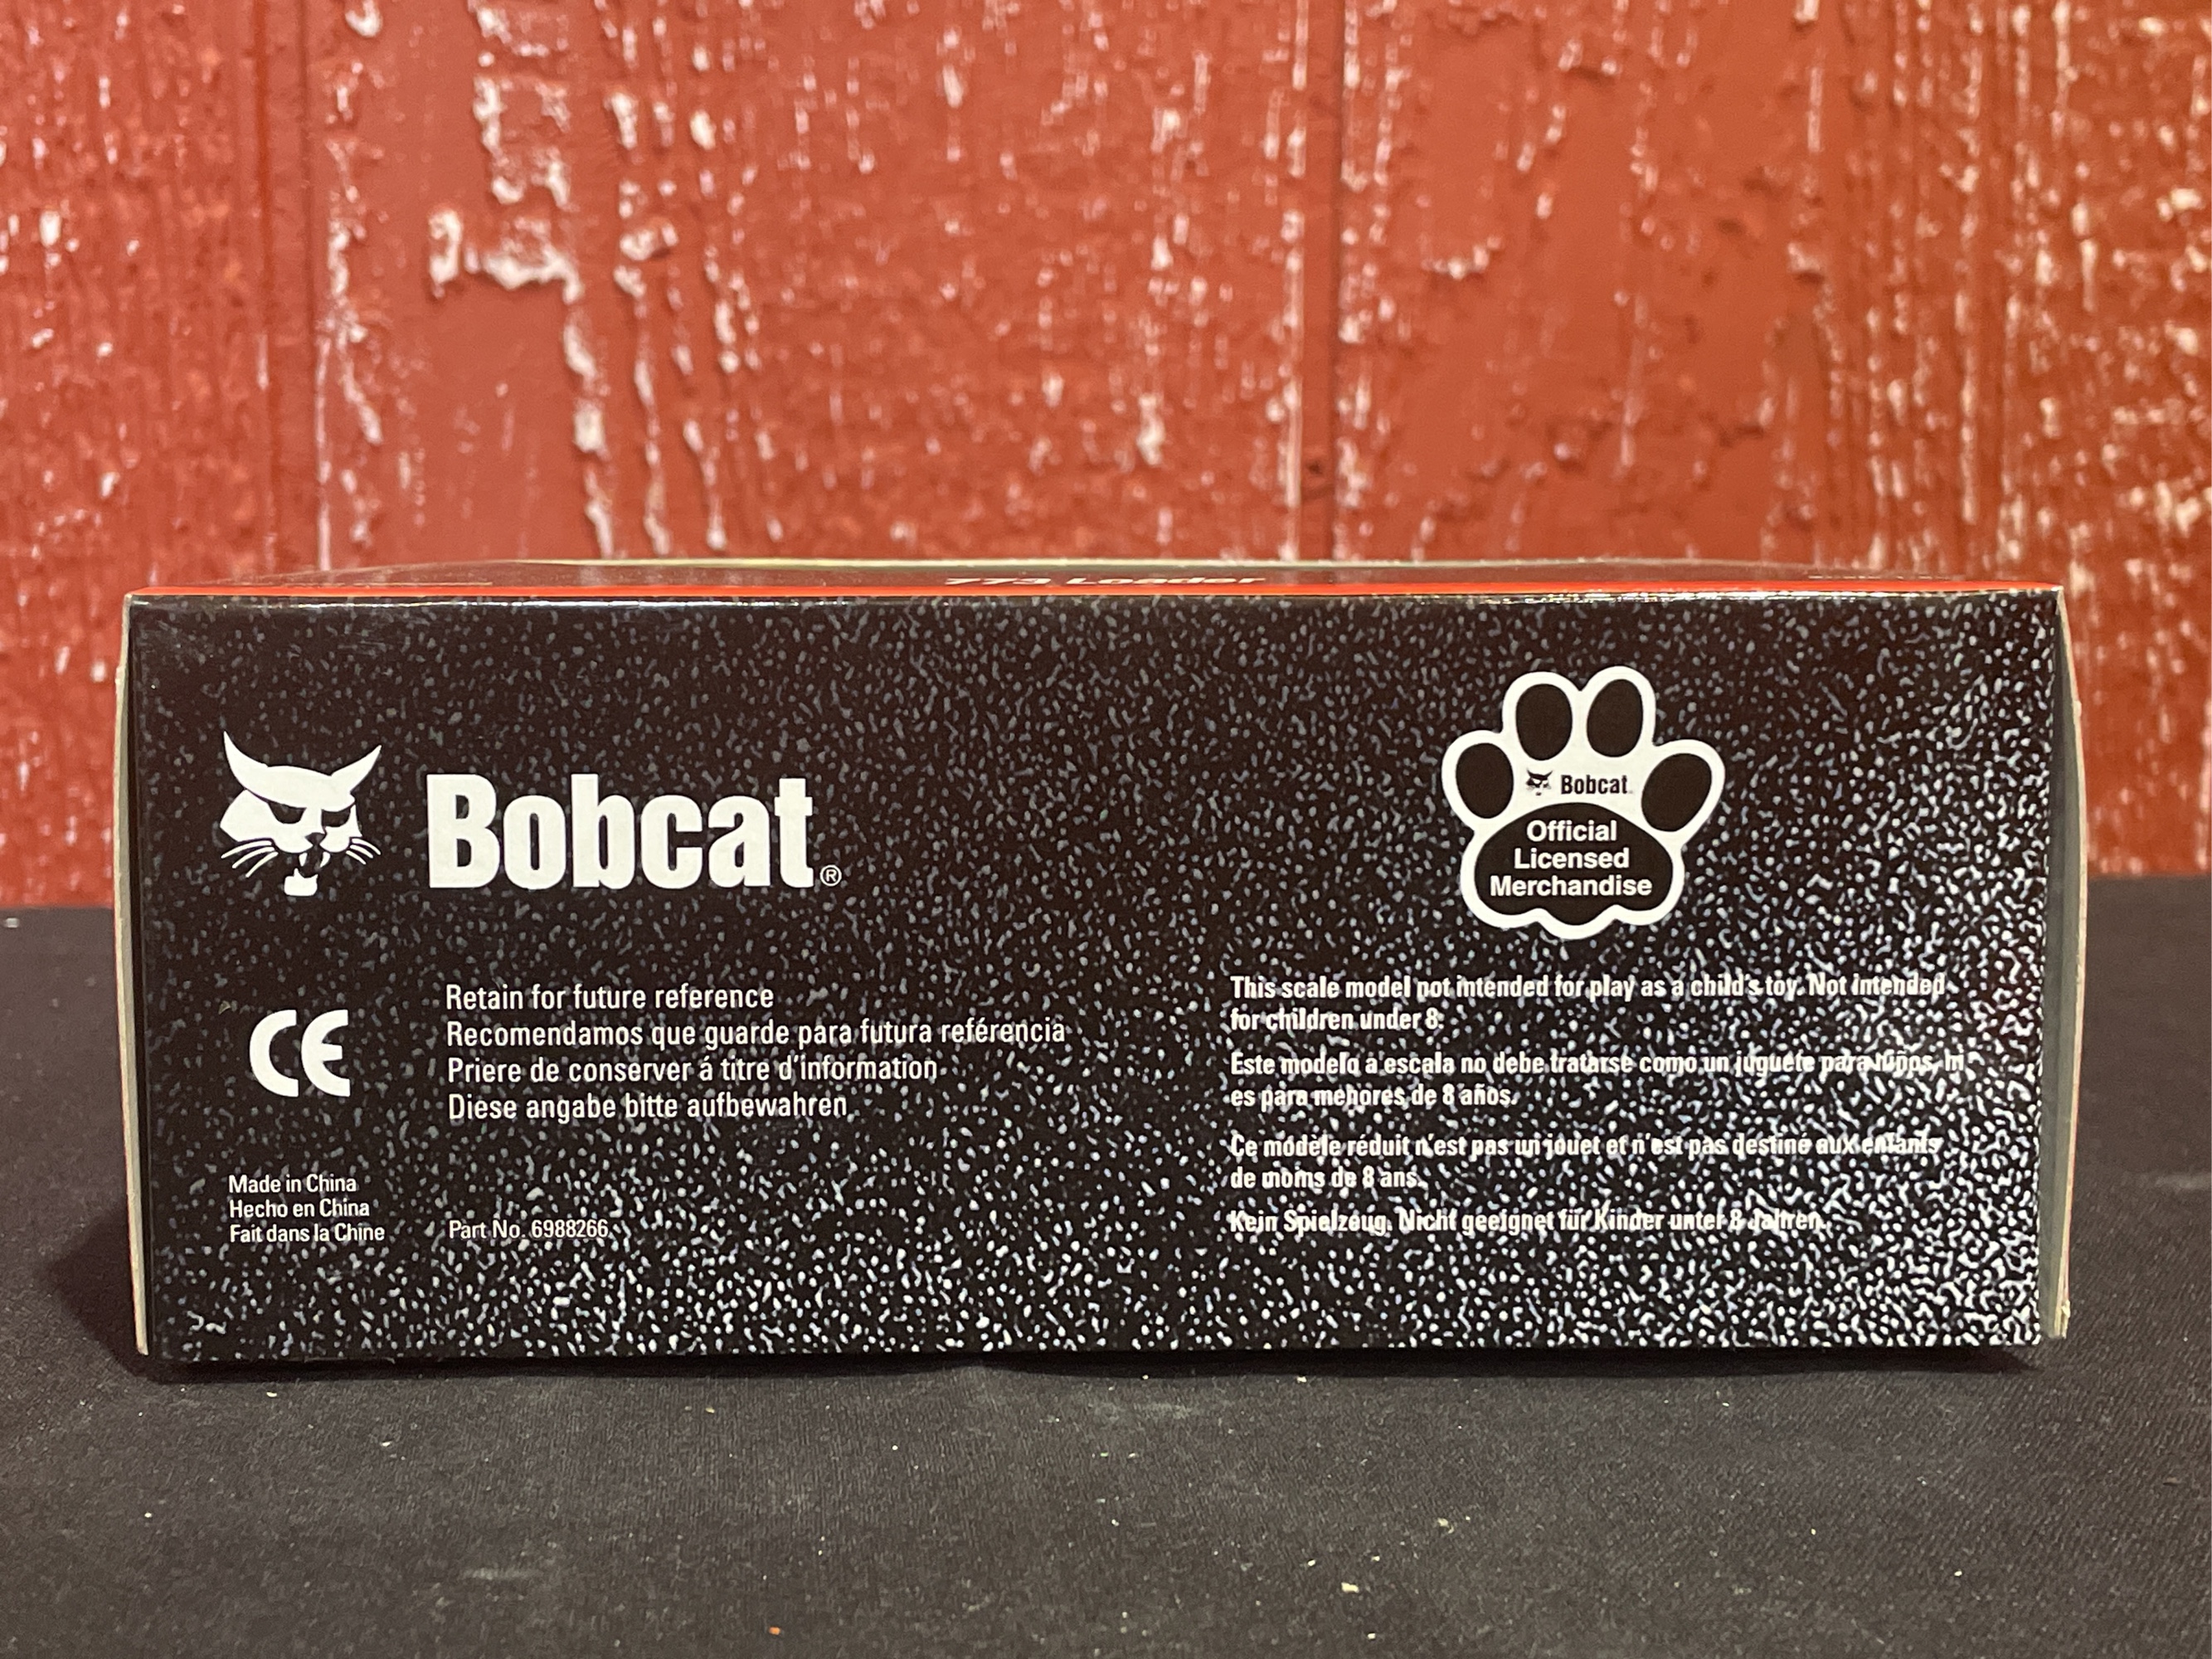 773 Loader
Bobcat®
Bobcat
Official
Licensed
Merchandise
CE
Retain for future reference
Recomendamos que guarde para futura reférencia
Priere de conserver á titre d'information
Diese angabe bitte aufbewahren
Made in China
Hecho en China
Fait dans la Chine
Part No. 6988266
This scale model not intended for play as a child's toy. Not intended
for children under 8.
Este modelo a escala no debe tratarse como un juguete para niños, ni
es para menores de 8 años.
Ce modèle réduit n'est pas un jouet et n'est pas destiné aux enfants
de moins de 8 ans.
Kein Spielzeug. Nicht geeignet für Kinder unter 8 Jahren.